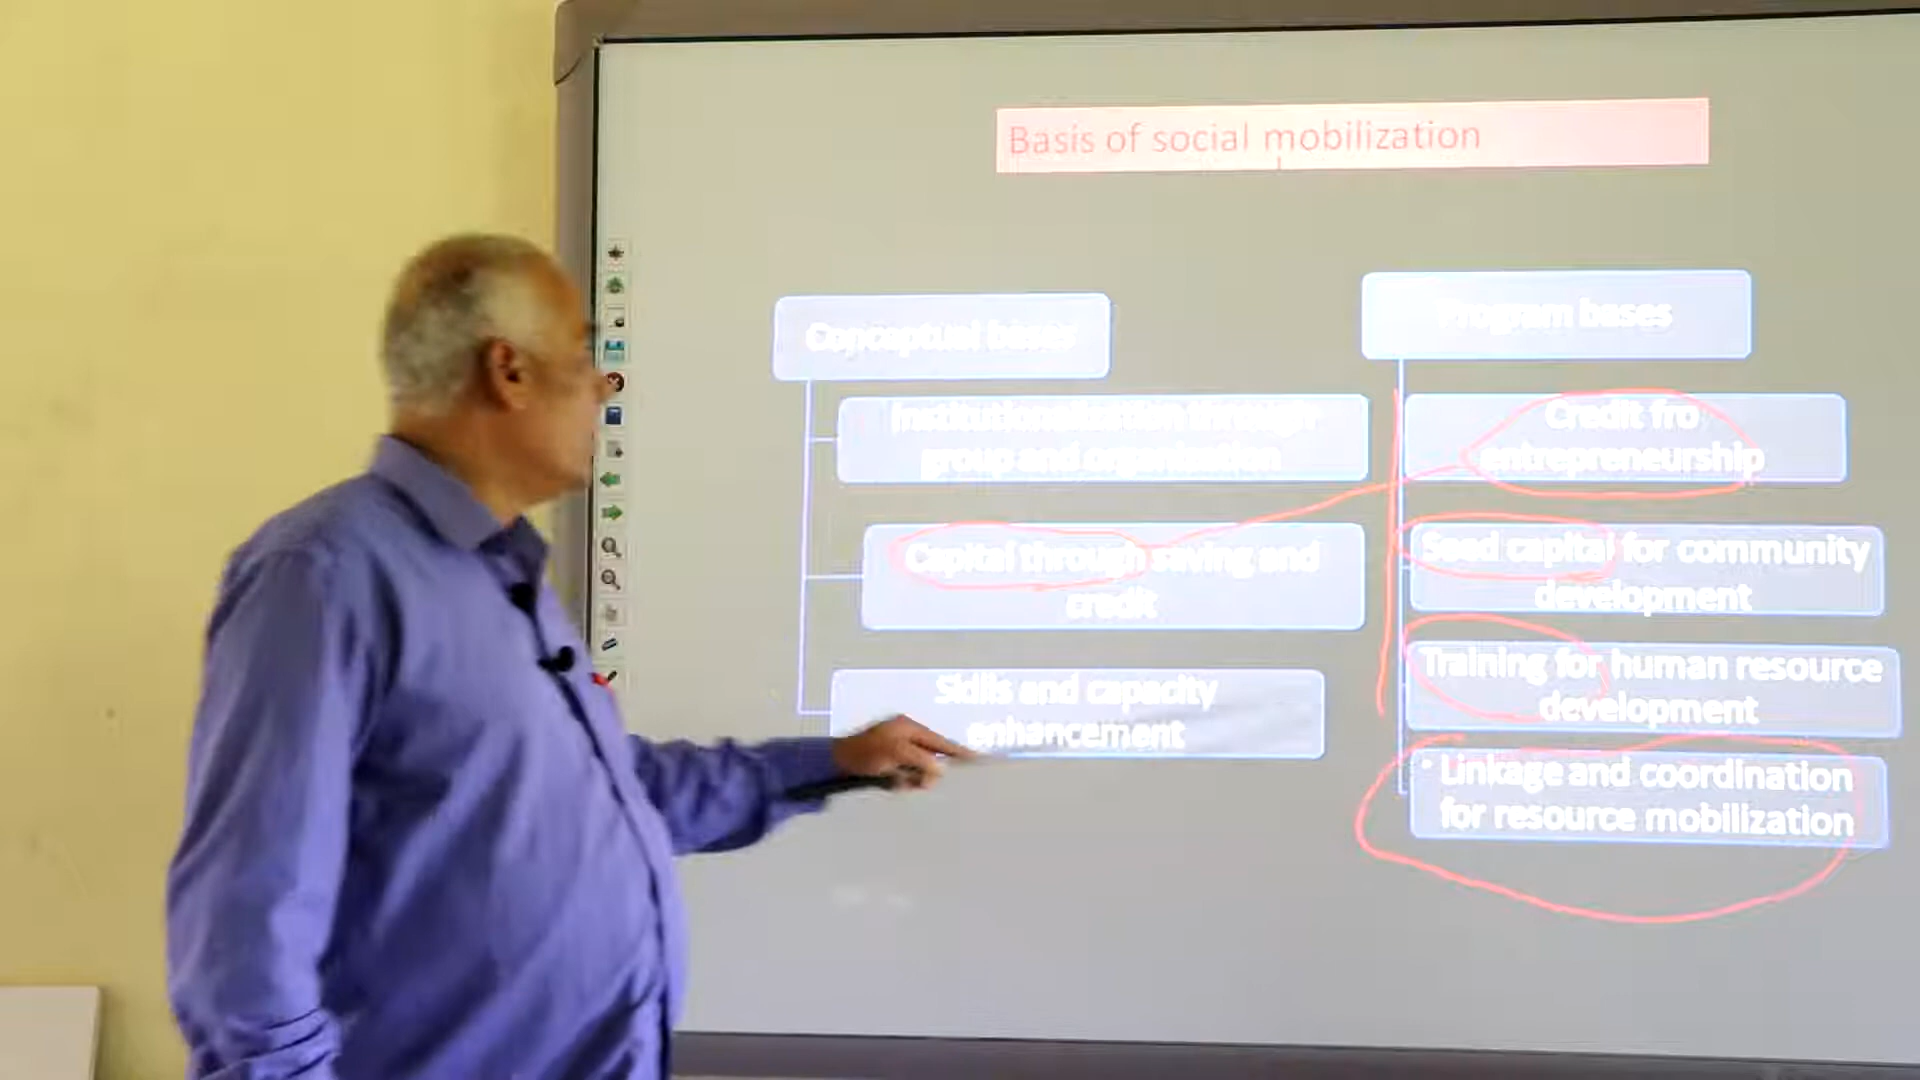 Basis of social mobilization
Conceptual bases
Institutionalization through
group and organization
Capital through saving and
credit
Skills and capacity
enhancement
Program bases
Credit fro
entrepreneurship
Seed capital for community
development
Training for human resource
development
• Linkage and coordination
for resource mobilization